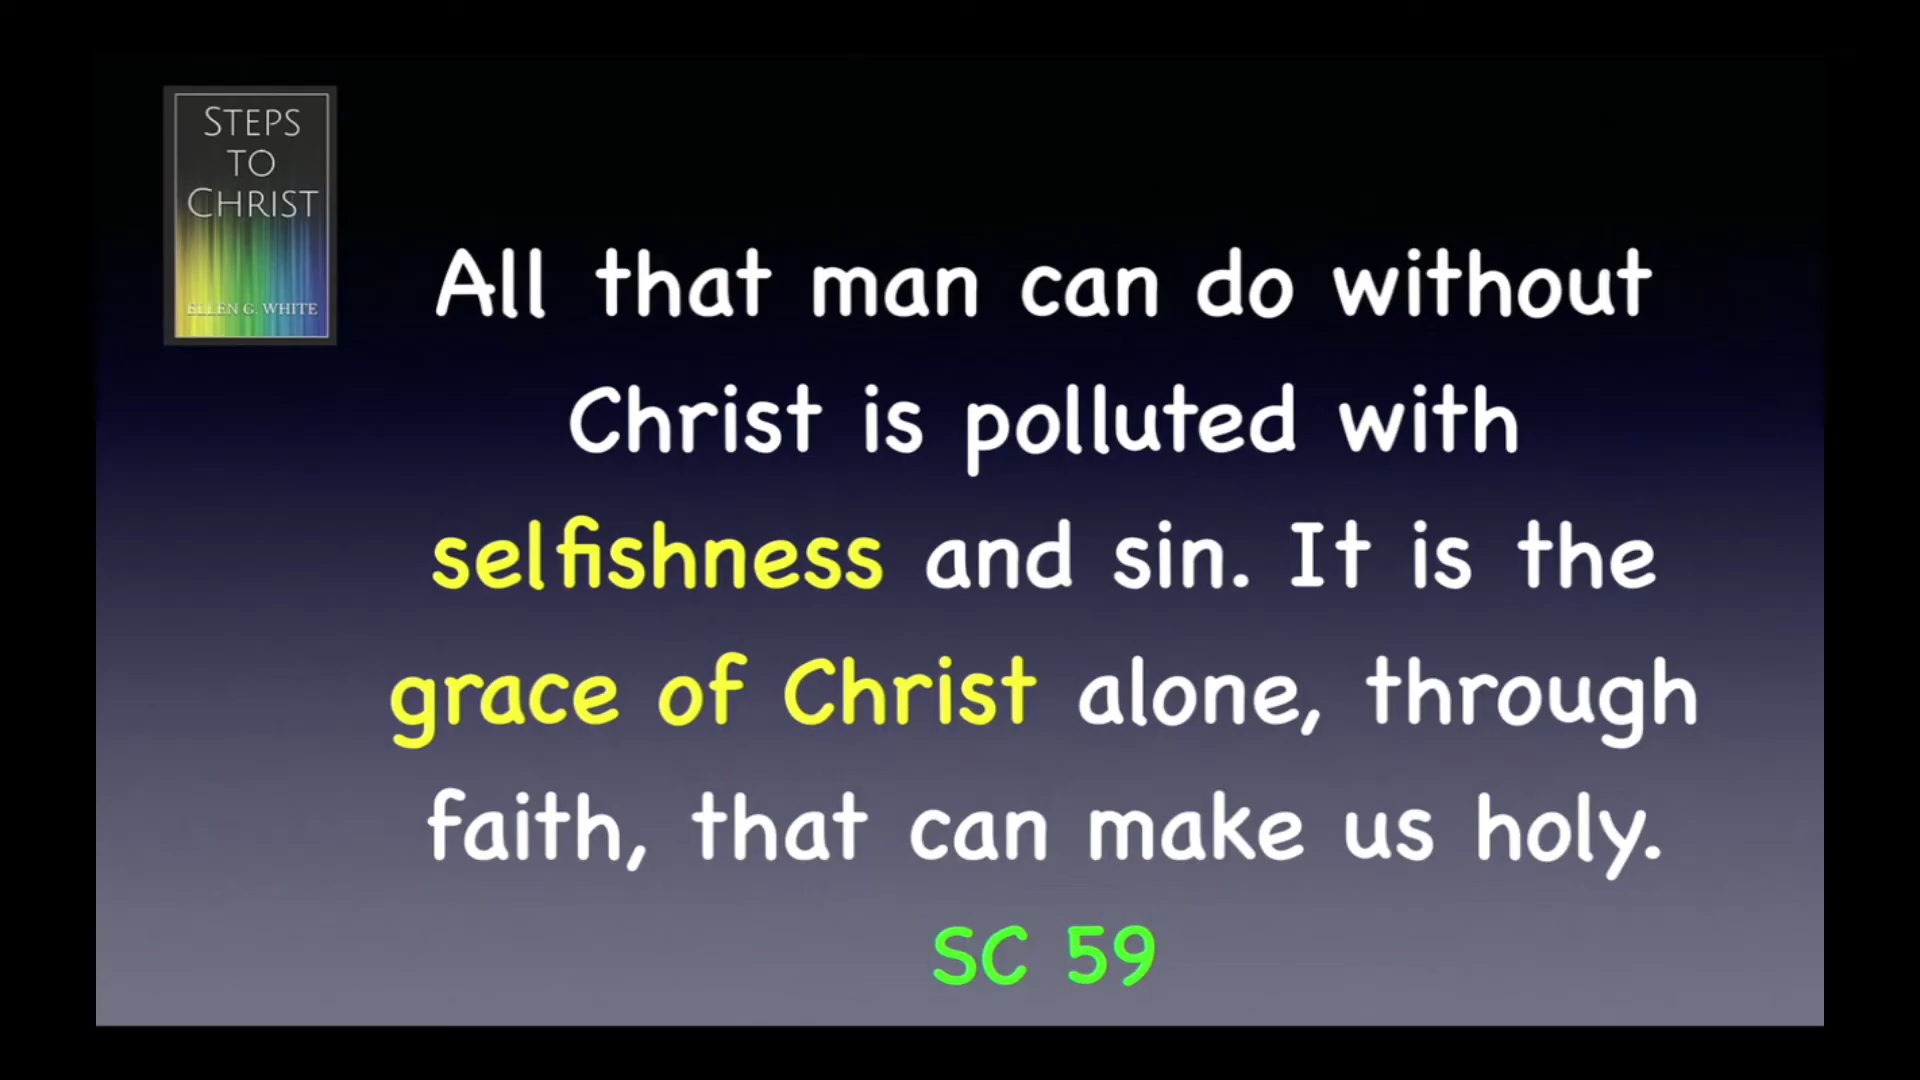 STEPS
TO
CHRIST
ELLEN G. WHITE
All that man can do without
Christ is polluted with
selfishness and sin. It is the
grace of Christ alone, through
faith, that can make us holy.
SC 59